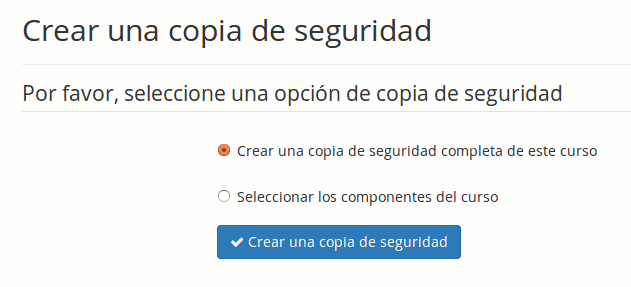 Crear una copia de seguridad
Por favor, seleccione una opción de copia de seguridad
Crear una copia de seguridad completa de este curso
Seleccionar los componentes del curso
Crear una copia de seguridad